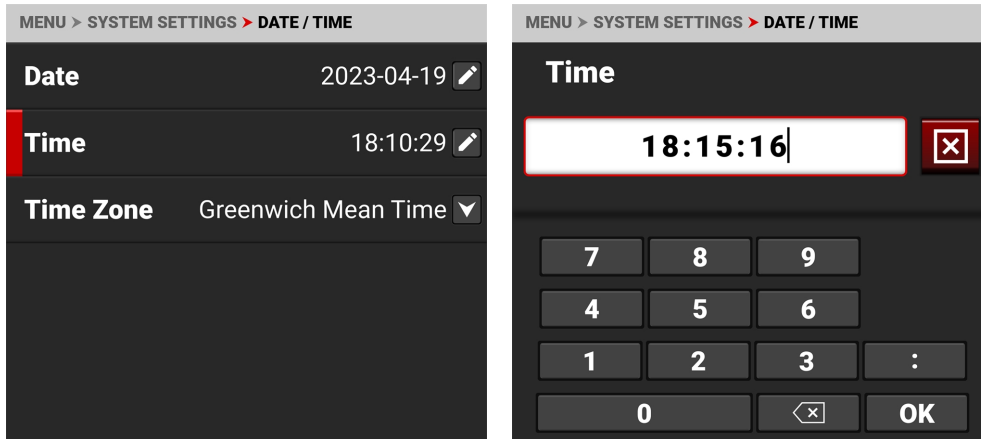 MENU > SYSTEM SETTINGS > DATE / TIME
Date 2023-04-19
Time 18:10:29
Time Zone Greenwich Mean Time
MENU > SYSTEM SETTINGS > DATE / TIME
Time
18:15:16
7 8 9
4 5 6
1 2 3 :
0 OK